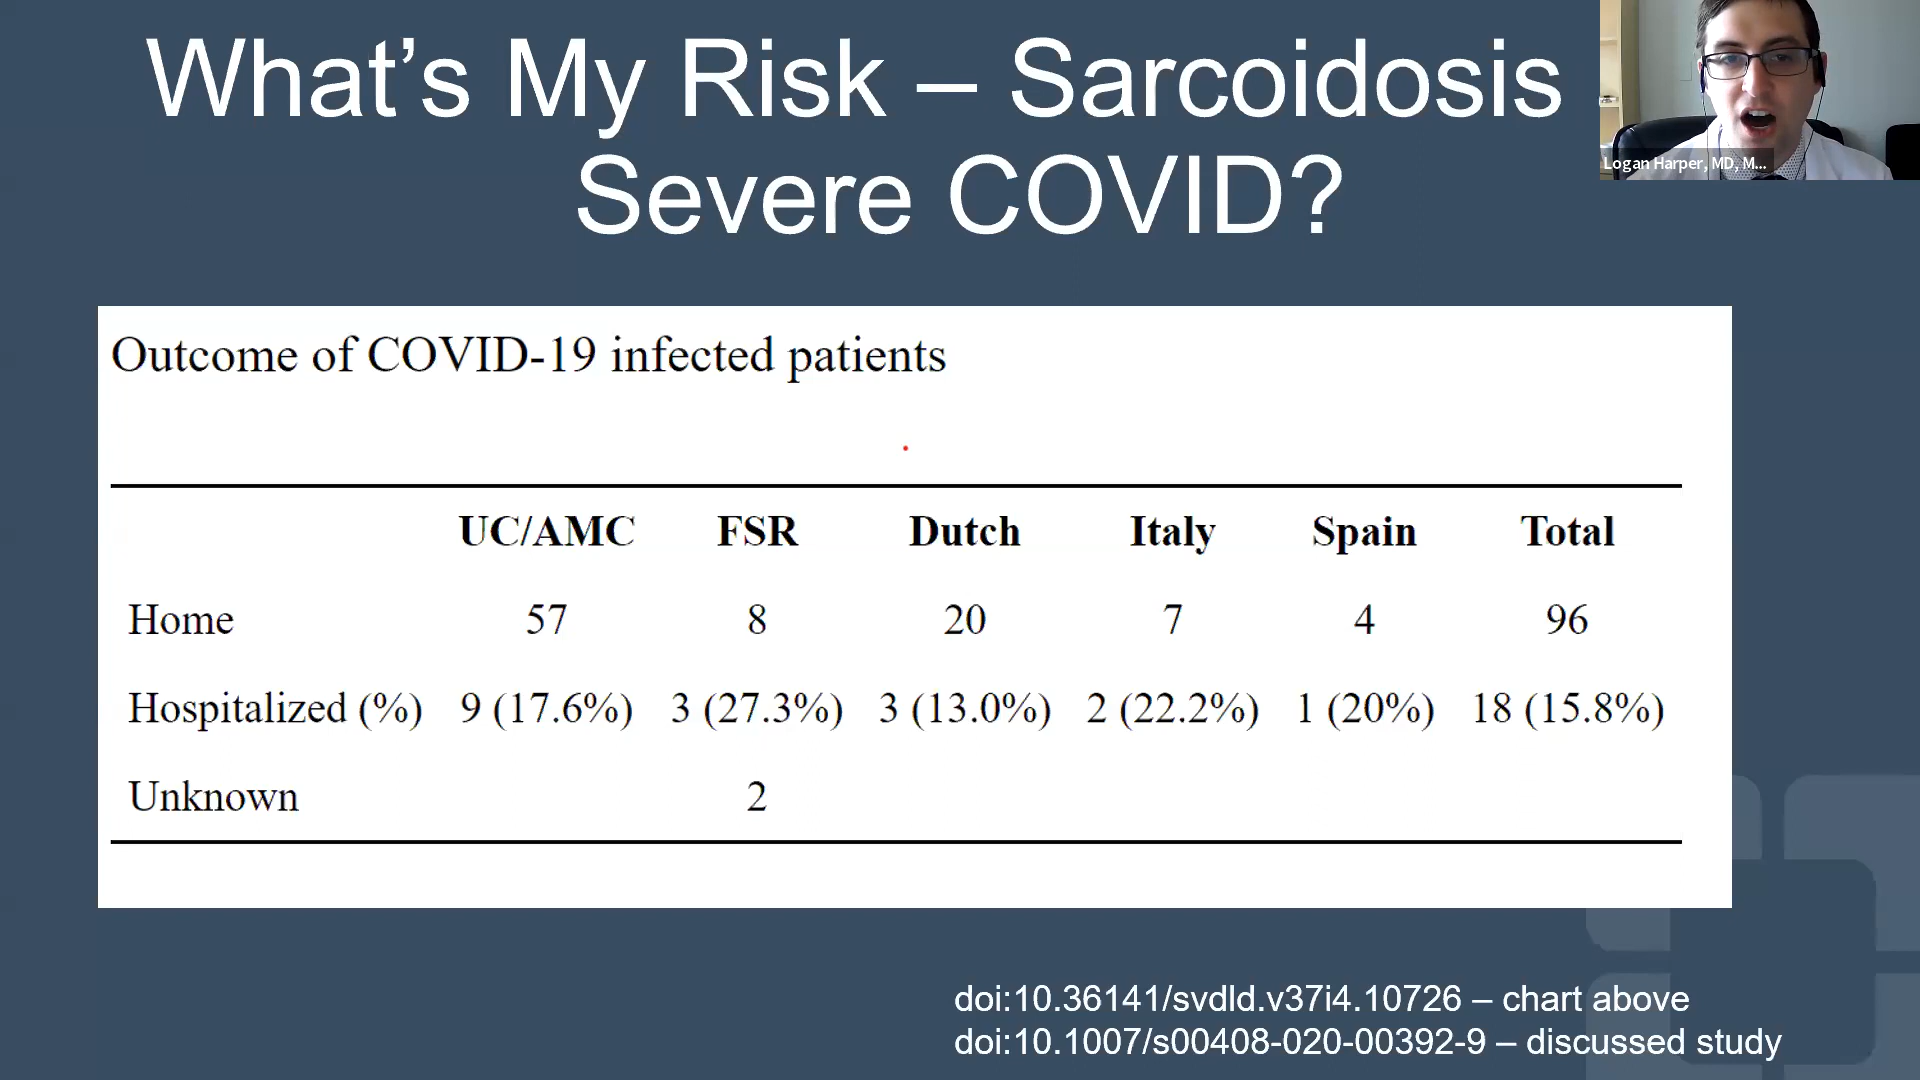 What’s My Risk – Sarcoidosis
Severe COVID?
Logan Harper, MD, M...
Outcome of COVID-19 infected patients
UC/AMC FSR Dutch Italy Spain Total
Home 57 8 20 7 4 96
Hospitalized (%) 9 (17.6%) 3 (27.3%) 3 (13.0%) 2 (22.2%) 1 (20%) 18 (15.8%)
Unknown 2
doi:10.36141/svdld.v37i4.10726 – chart above
doi:10.1007/s00408-020-00392-9 – discussed study